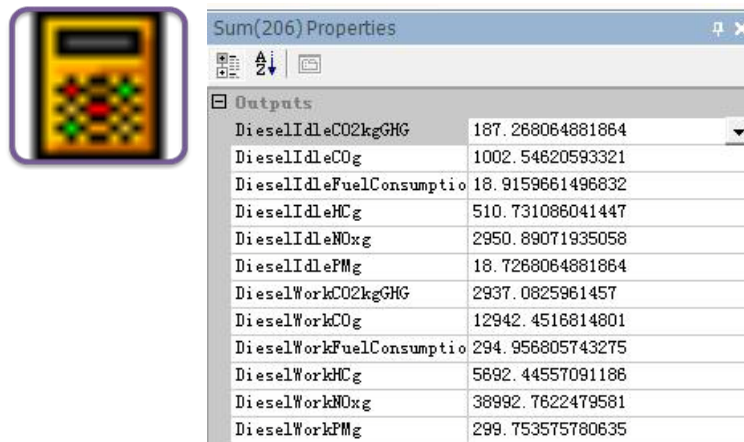 Sum(206) Properties
Outputs
DieselIdleCO2kgGHG 187.268064881864
DieselIdleCOg 1002.54620593321
DieselIdleFuelConsumptio 18.9159661496832
DieselIdleHCg 510.731086041447
DieselIdleNOxg 2950.89071935058
DieselIdlePMg 18.7268064881864
DieselWorkCO2kgGHG 2937.0825961457
DieselWorkCOg 12942.4516814801
DieselWorkFuelConsumptio 294.956805743275
DieselWorkHCg 5692.44557091186
DieselWorkNOxg 38992.7622479581
DieselWorkPMg 299.753575780635